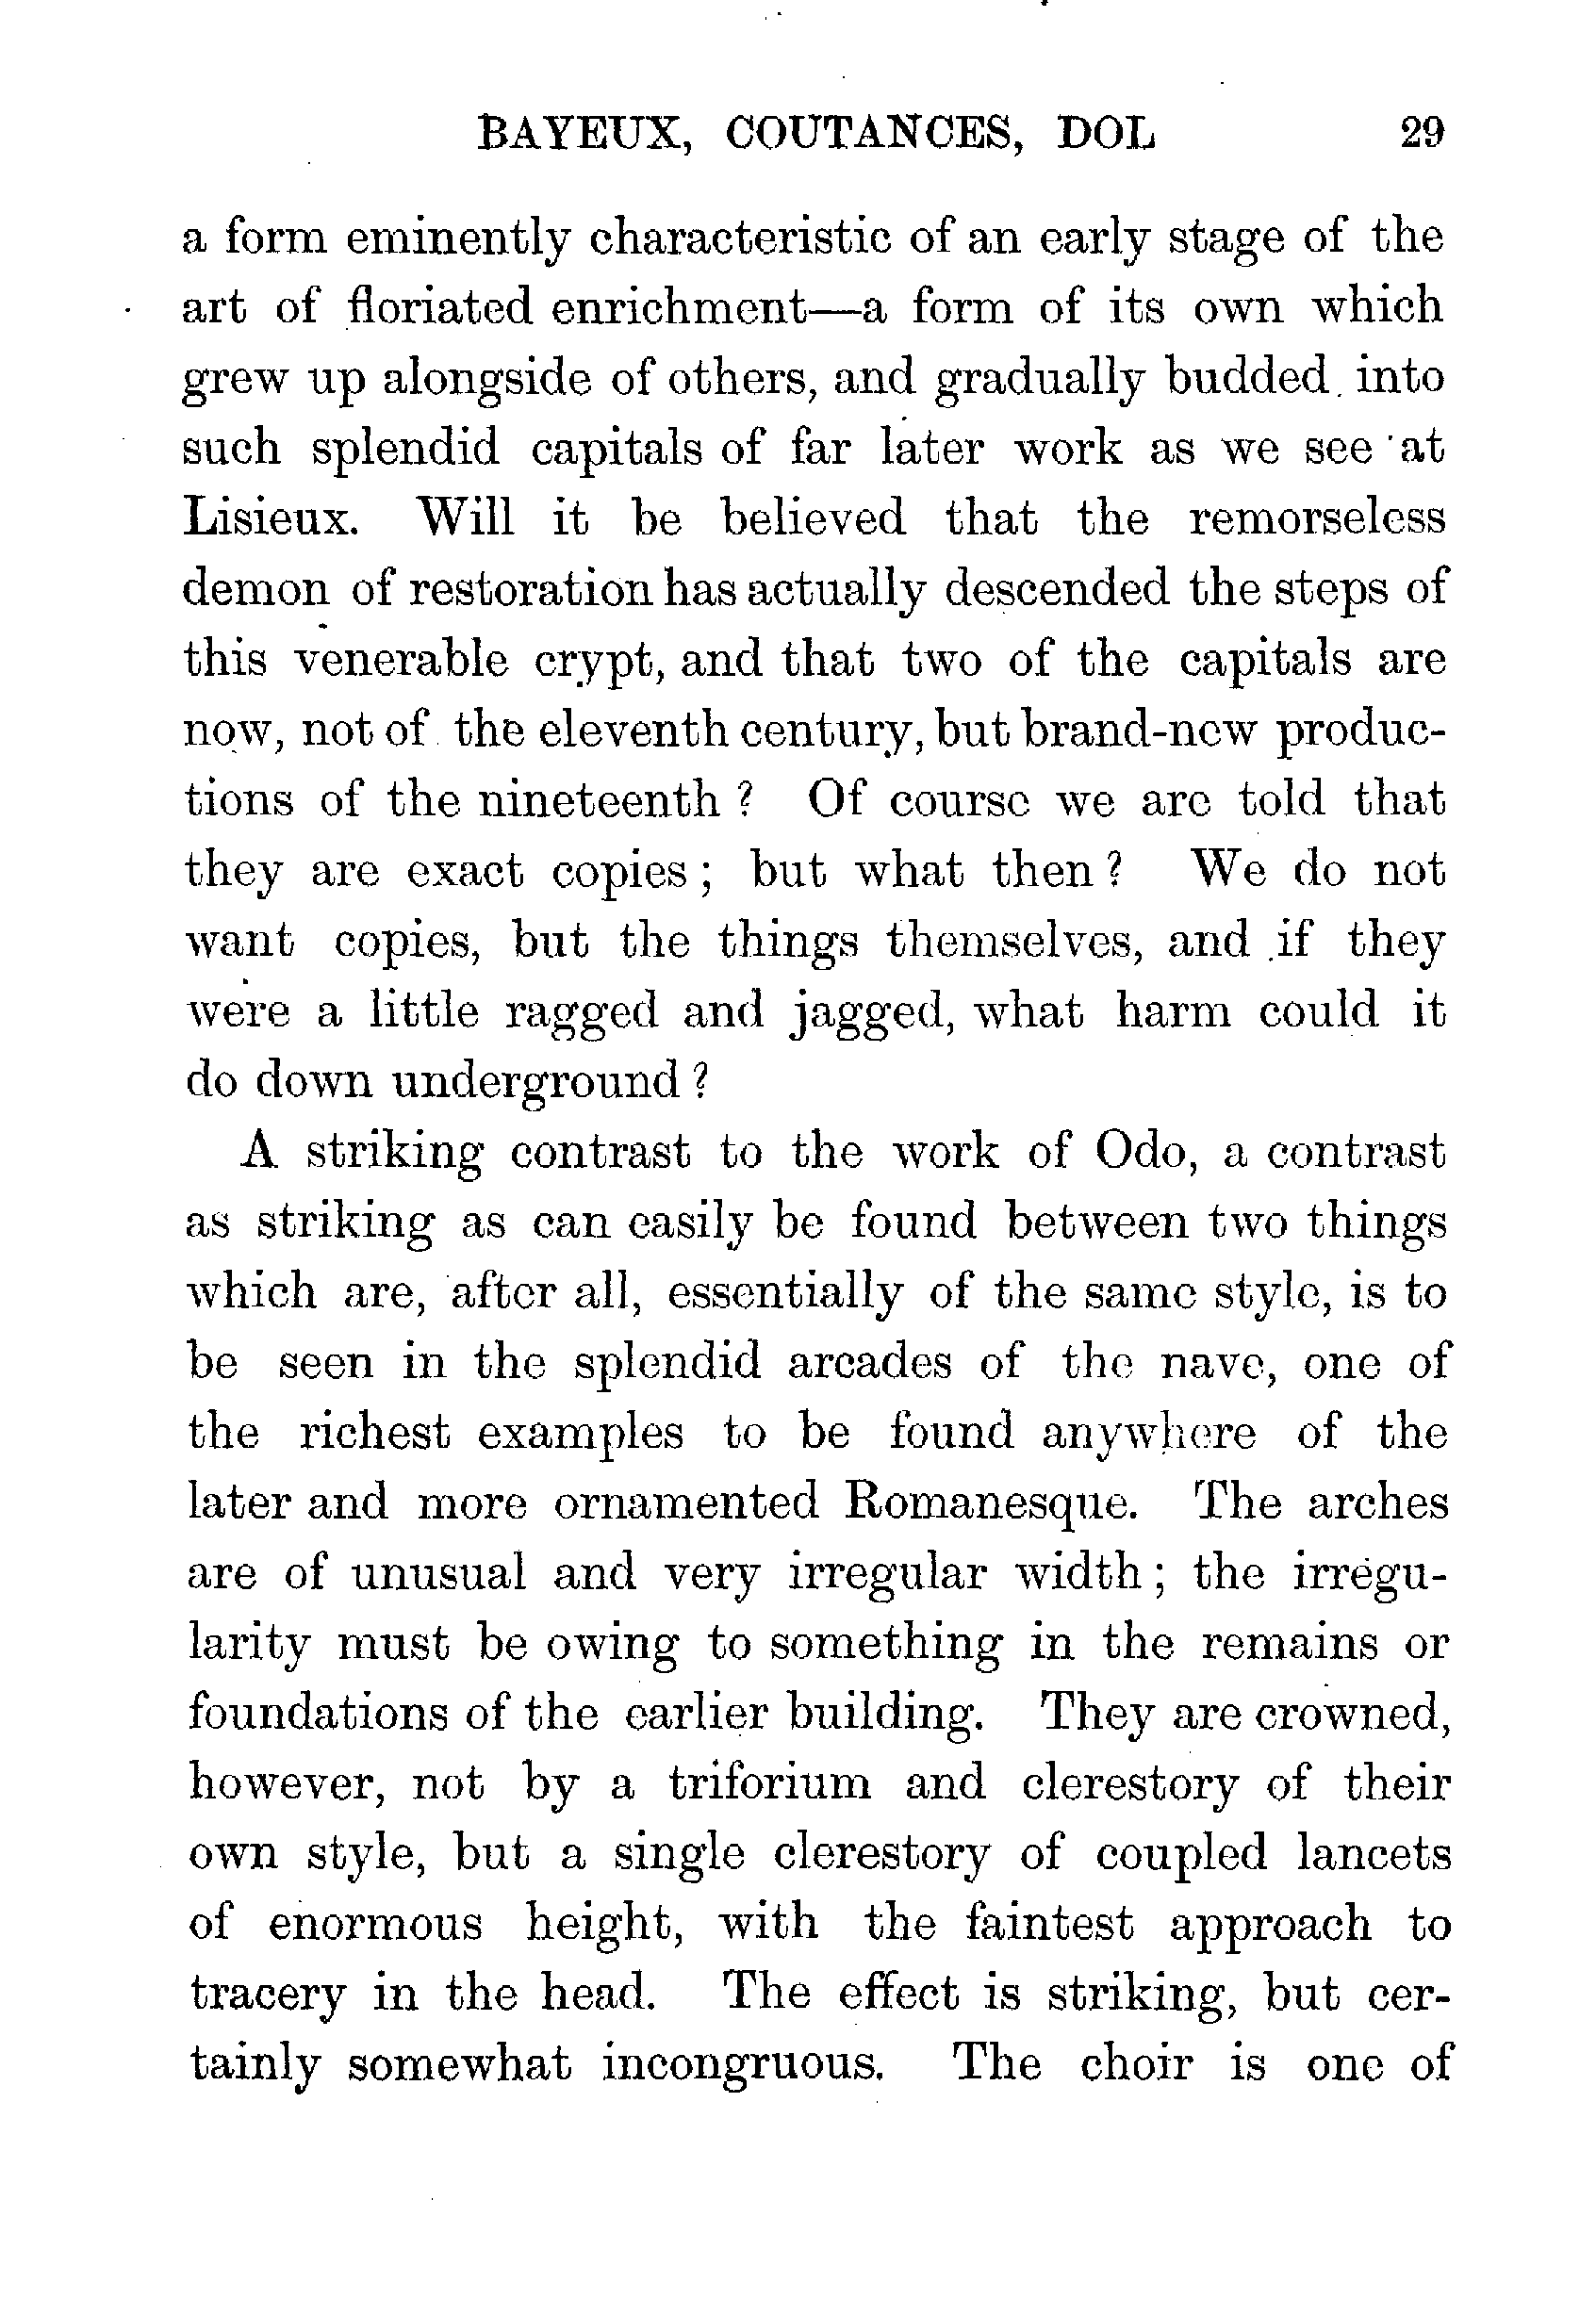 BAYEUX, COUTANCES, DOL 29
a form eminently characteristic of an early stage of the
art of floriated enrichment—a form of its own which
grew up alongside of others, and gradually budded into
such splendid capitals of far later work as we see at
Lisieux. Will it be believed that the remorseless
demon of restoration has actually descended the steps of
this venerable crypt, and that two of the capitals are
now, not of the eleventh century, but brand-new produc-
tions of the nineteenth ? Of course we are told that
they are exact copies ; but what then ? We do not
want copies, but the things themselves, and if they
were a little ragged and jagged, what harm could it
do down underground ?
A striking contrast to the work of Odo, a contrast
as striking as can easily be found between two things
which are, after all, essentially of the same style, is to
be seen in the splendid arcades of the nave, one of
the richest examples to be found anywhere of the
later and more ornamented Romanesque. The arches
are of unusual and very irregular width ; the irregu-
larity must be owing to something in the remains or
foundations of the earlier building. They are crowned,
however, not by a triforium and clerestory of their
own style, but a single clerestory of coupled lancets
of enormous height, with the faintest approach to
tracery in the head. The effect is striking, but cer-
tainly somewhat incongruous. The choir is one of